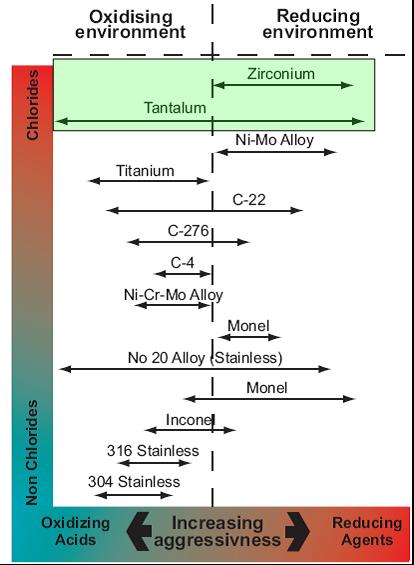 Oxidising
environment
Reducing
environment
Chlorides
Zirconium
Tantalum
Ni-Mo Alloy
Titanium
C-22
C-276
C-4
Ni-Cr-Mo Alloy
Monel
No 20 Alloy (Stainless)
Monel
Inconel
316 Stainless
304 Stainless
Non Chlorides
Oxidizing
Acids
Increasing
aggressivness
Reducing
Agents